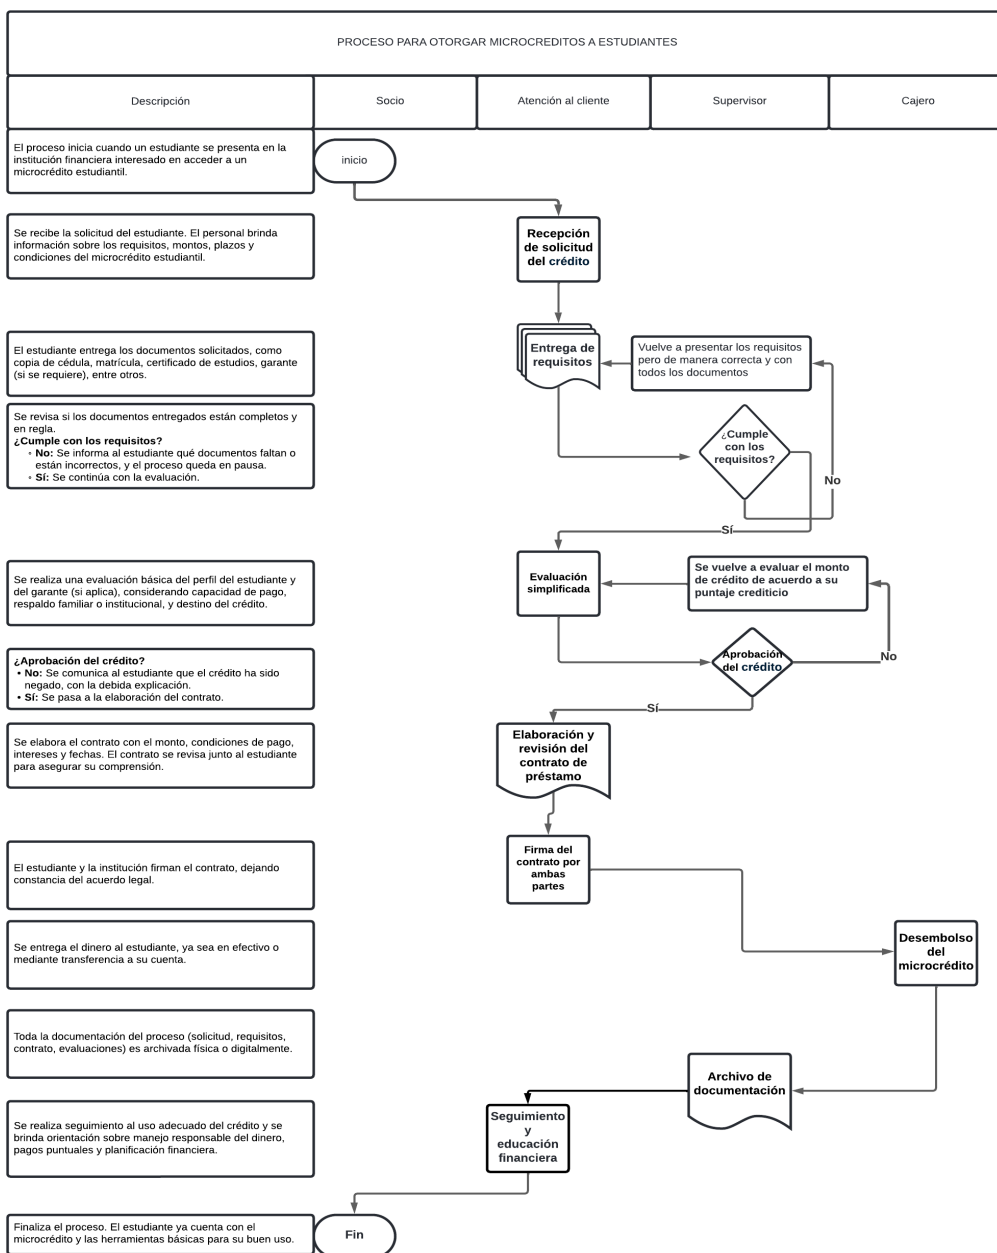 PROCESO PARA OTORGAR MICROCREDITOS A ESTUDIANTES
Descripción
Socio
Atención al cliente
Supervisor
Cajero
El proceso inicia cuando un estudiante se presenta en la
institución financiera interesado en acceder a un
microcrédito estudiantil.
inicio
Se recibe la solicitud del estudiante. El personal brinda
información sobre los requisitos, montos, plazos y
condiciones del microcrédito estudiantil.
Recepción
de solicitud
del crédito
El estudiante entrega los documentos solicitados, como
copia de cédula, matrícula, certificado de estudios, garante
(si se requiere), entre otros.
Entrega de
requisitos
Vuelve a presentar los requisitos
pero de manera correcta y con
todos los documentos
Se revisa si los documentos entregados están completos y
en regla.
¿Cumple con los requisitos?
◦ No: Se informa al estudiante qué documentos faltan o
están incorrectos, y el proceso queda en pausa.
◦ Sí: Se continúa con la evaluación.
¿Cumple
con los
requisitos?
No
Sí
Se realiza una evaluación básica del perfil del estudiante y
del garante (si aplica), considerando capacidad de pago,
respaldo familiar o institucional, y destino del crédito.
Evaluación
simplificada
Se vuelve a evaluar el monto
de crédito de acuerdo a su
puntaje crediticio
¿Aprobación del crédito?
• No: Se comunica al estudiante que el crédito ha sido
negado, con la debida explicación.
• Sí: Se pasa a la elaboración del contrato.
Aprobación
del crédito
No
Sí
Se elabora el contrato con el monto, condiciones de pago,
intereses y fechas. El contrato se revisa junto al estudiante
para asegurar su comprensión.
Elaboración y
revisión del
contrato de
préstamo
El estudiante y la institución firman el contrato, dejando
constancia del acuerdo legal.
Firma del
contrato por
ambas
partes
Se entrega el dinero al estudiante, ya sea en efectivo o
mediante transferencia a su cuenta.
Desembolso
del
microcrédito
Toda la documentación del proceso (solicitud, requisitos,
contrato, evaluaciones) es archivada física o digitalmente.
Archivo de
documentación
Se realiza seguimiento al uso adecuado del crédito y se
brinda orientación sobre manejo responsable del dinero,
pagos puntuales y planificación financiera.
Seguimiento
y
educación
financiera
Finaliza el proceso. El estudiante ya cuenta con el
microcrédito y las herramientas básicas para su buen uso.
Fin